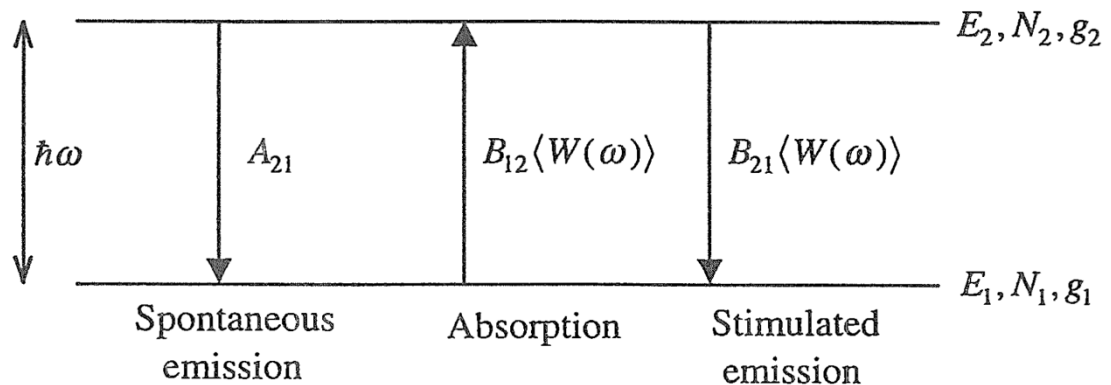 E₂, N₂, g₂
ħω
A₂₁
B₁₂⟨W(ω)⟩
B₂₁⟨W(ω)⟩
E₁, N₁, g₁
Spontaneous
emission
Absorption
Stimulated
emission